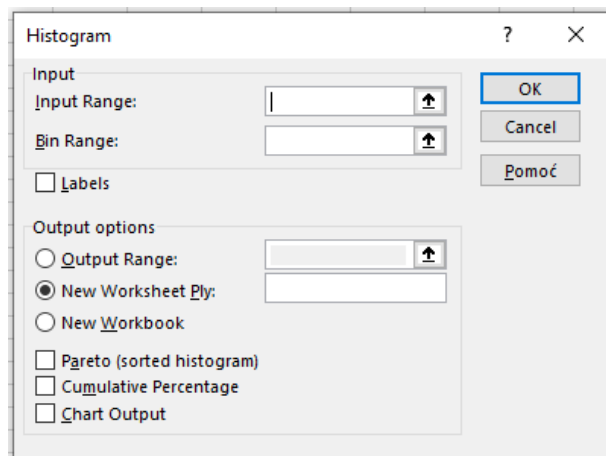 Histogram ?
Input
Input Range:
OK
Bin Range:
Cancel
Labels
Pomoć
Output options
Output Range:
New Worksheet Ply:
New Workbook
Pareto (sorted histogram)
Cumulative Percentage
Chart Output